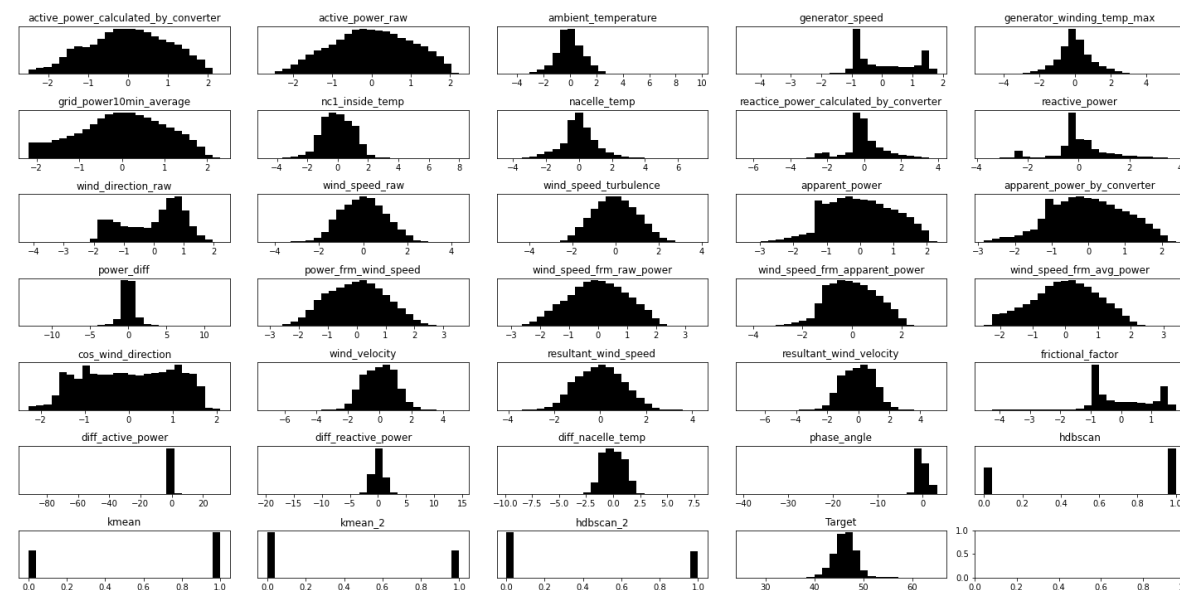 active_power_calculated_by_converter active_power_raw ambient_temperature generator_speed generator_winding_temp_max
−2 −1 0 1 2 −2 −1 0 1 2 −4 −2 0 2 4 6 8 10 −4 −3 −2 −1 0 1 2 −4 −2 0 2 4
grid_power10min_average nc1_inside_temp nacelle_temp reactice_power_calculated_by_converter reactive_power
−2 −1 0 1 2 −4 −2 0 2 4 6 8 −4 −2 0 2 4 6 −6 −4 −2 0 2 4 −4 −2 0 2 4
wind_direction_raw wind_speed_raw wind_speed_turbulence apparent_power apparent_power_by_converter
−4 −3 −2 −1 0 1 2 −4 −2 0 2 4 −4 −2 0 2 4 −3 −2 −1 0 1 2 −3 −2 −1 0 1 2
power_diff power_frm_wind_speed wind_speed_frm_raw_power wind_speed_frm_apparent_power wind_speed_frm_avg_power
−10 −5 0 5 10 −3 −2 −1 0 1 2 3 −3 −2 −1 0 1 2 3 −4 −2 0 2 −2 −1 0 1 2 3
cos_wind_direction wind_velocity resultant_wind_speed resultant_wind_velocity frictional_factor
−2 −1 0 1 2 −6 −4 −2 0 2 4 −4 −2 0 2 4 −6 −4 −2 0 2 4 −4 −3 −2 −1 0 1
diff_active_power diff_reactive_power diff_nacelle_temp phase_angle hdbscan
−80 −60 −40 −20 0 20 −20 −15 −10 −5 0 5 10 15 −10.0 −7.5 −5.0 −2.5 0.0 2.5 5.0 7.5 −40 −30 −20 −10 0 0.0 0.2 0.4 0.6 0.8 1.0
kmean kmean_2 hdbscan_2 Target
1.0
0.5
0.0
0.0 0.2 0.4 0.6 0.8 1.0 0.0 0.2 0.4 0.6 0.8 1.0 0.0 0.2 0.4 0.6 0.8 1.0 30 40 50 60 0.0 0.2 0.4 0.6 0.8